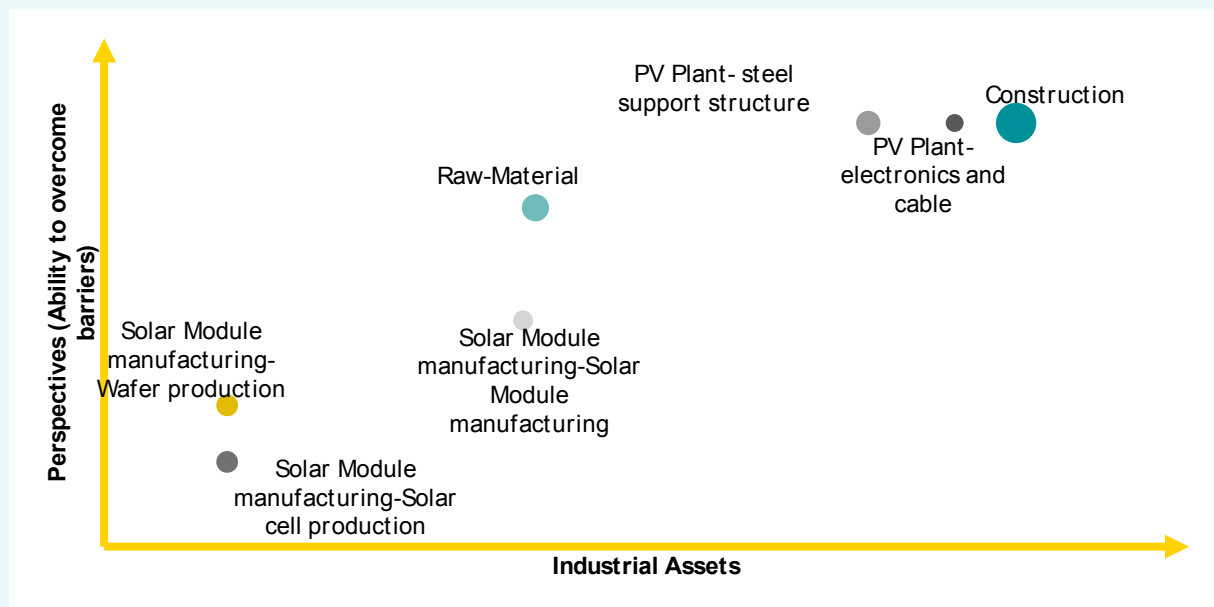 PV Plant- steel
support structure
Construction
PV Plant-
electronics and
cable
Raw-Material
Perspectives (Ability to overcome
barriers)
Solar Module
manufacturing-
Wafer production
Solar Module
manufacturing-Solar
Module
manufacturing
Solar Module
manufacturing-Solar
cell production
Industrial Assets